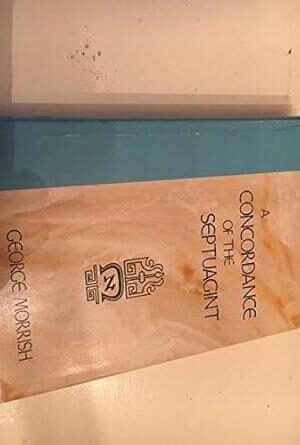 A
CONCORDANCE
OF THE
SEPTUAGINT
N
GEORGE MORRISH